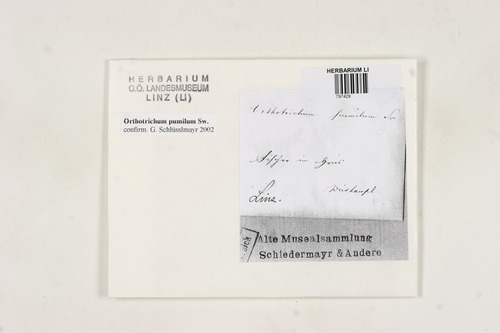 HERBARIUM
O.Ö. LANDESMUSEUM
LINZ (LI)
Orthotrichum pumilum Sw.
confirm. G. Schlüsslmayr 2002
HERBARIUM LI
Orthotrichum pumilum Sw
Linz.
Alte Musealsammlung
Schiedermayr & Andere